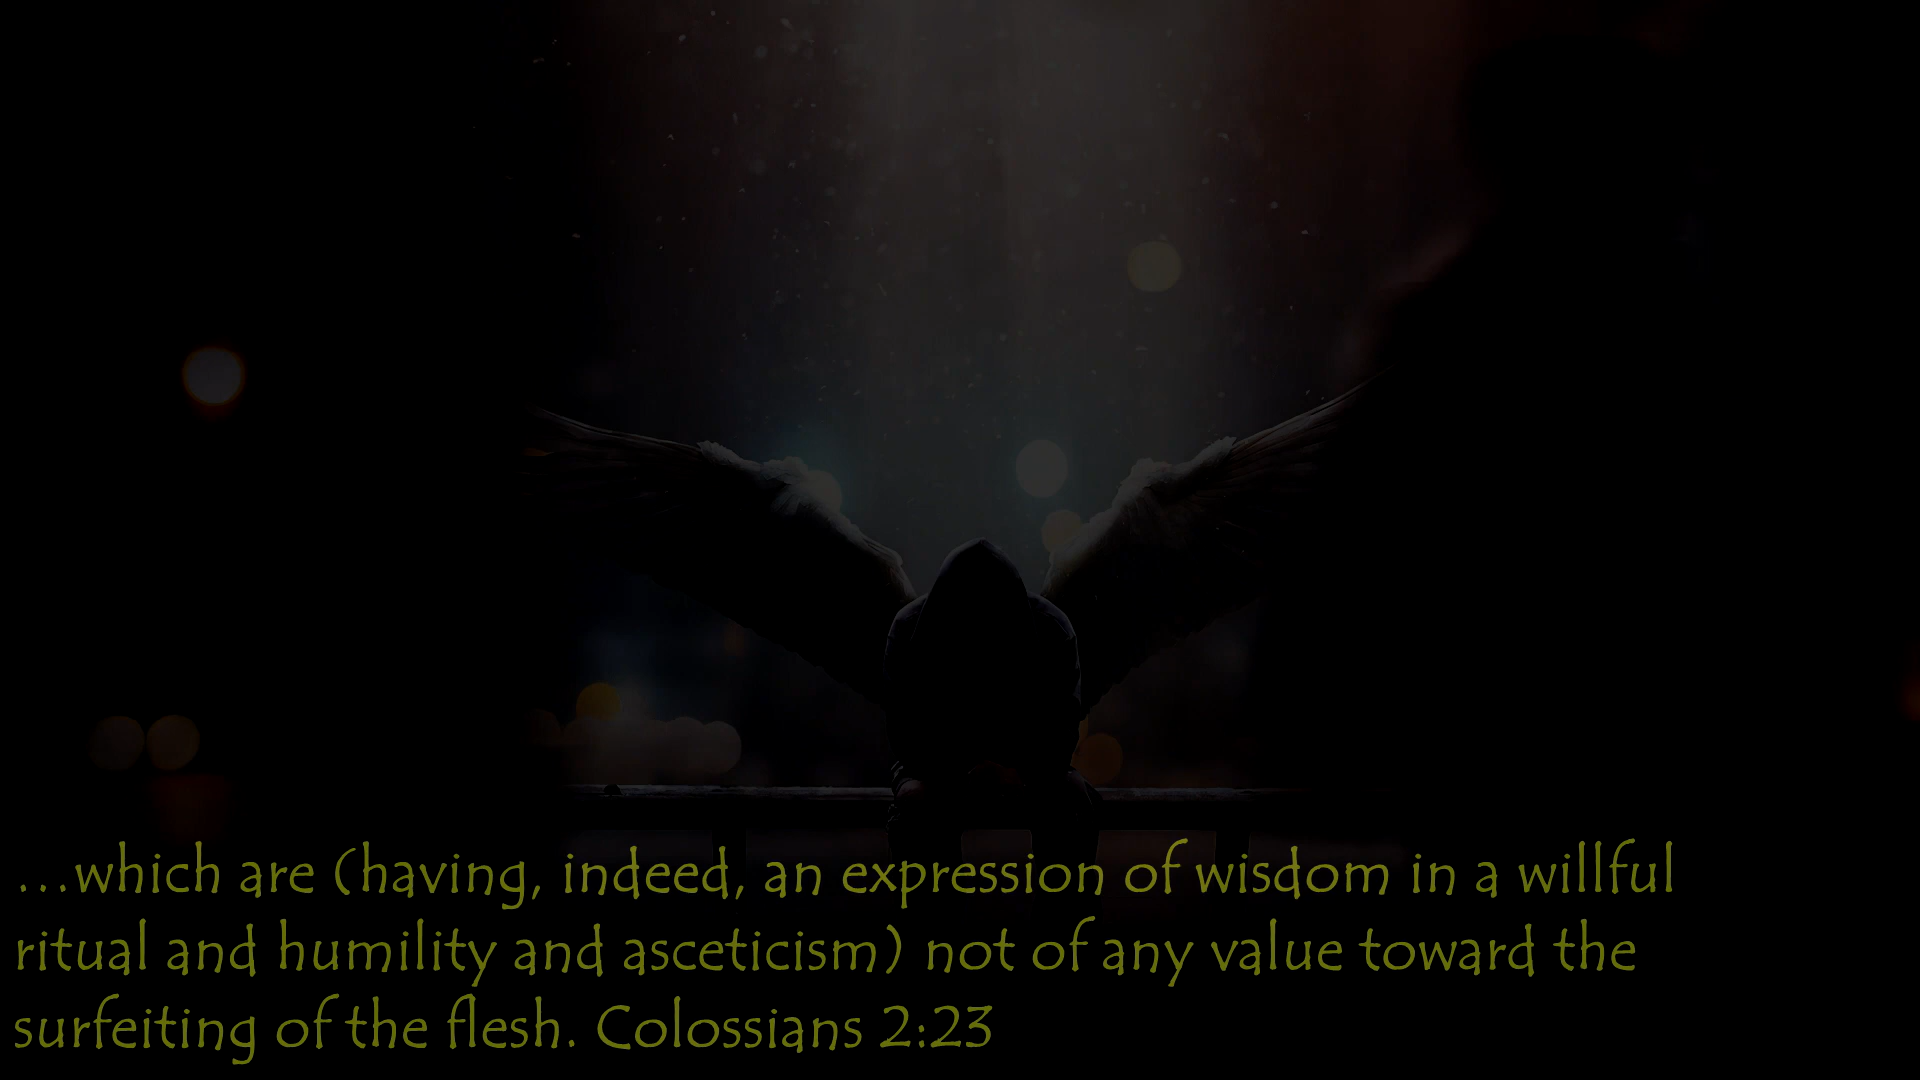 ...which are (having, indeed, an expression of wisdom in a willful
ritual and humility and asceticism) not of any value toward the
surfeiting of the flesh. Colossians 2:23